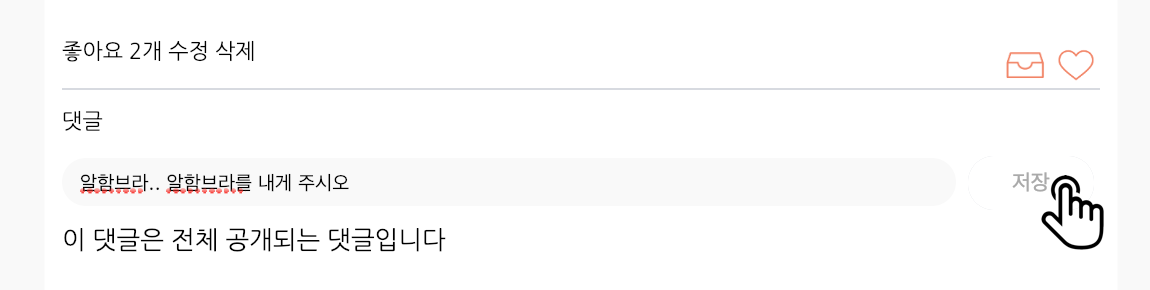 좋아요 2개 수정 삭제
댓글
알함브라.. 알함브라를 내게 주시오
저장
이 댓글은 전체 공개되는 댓글입니다